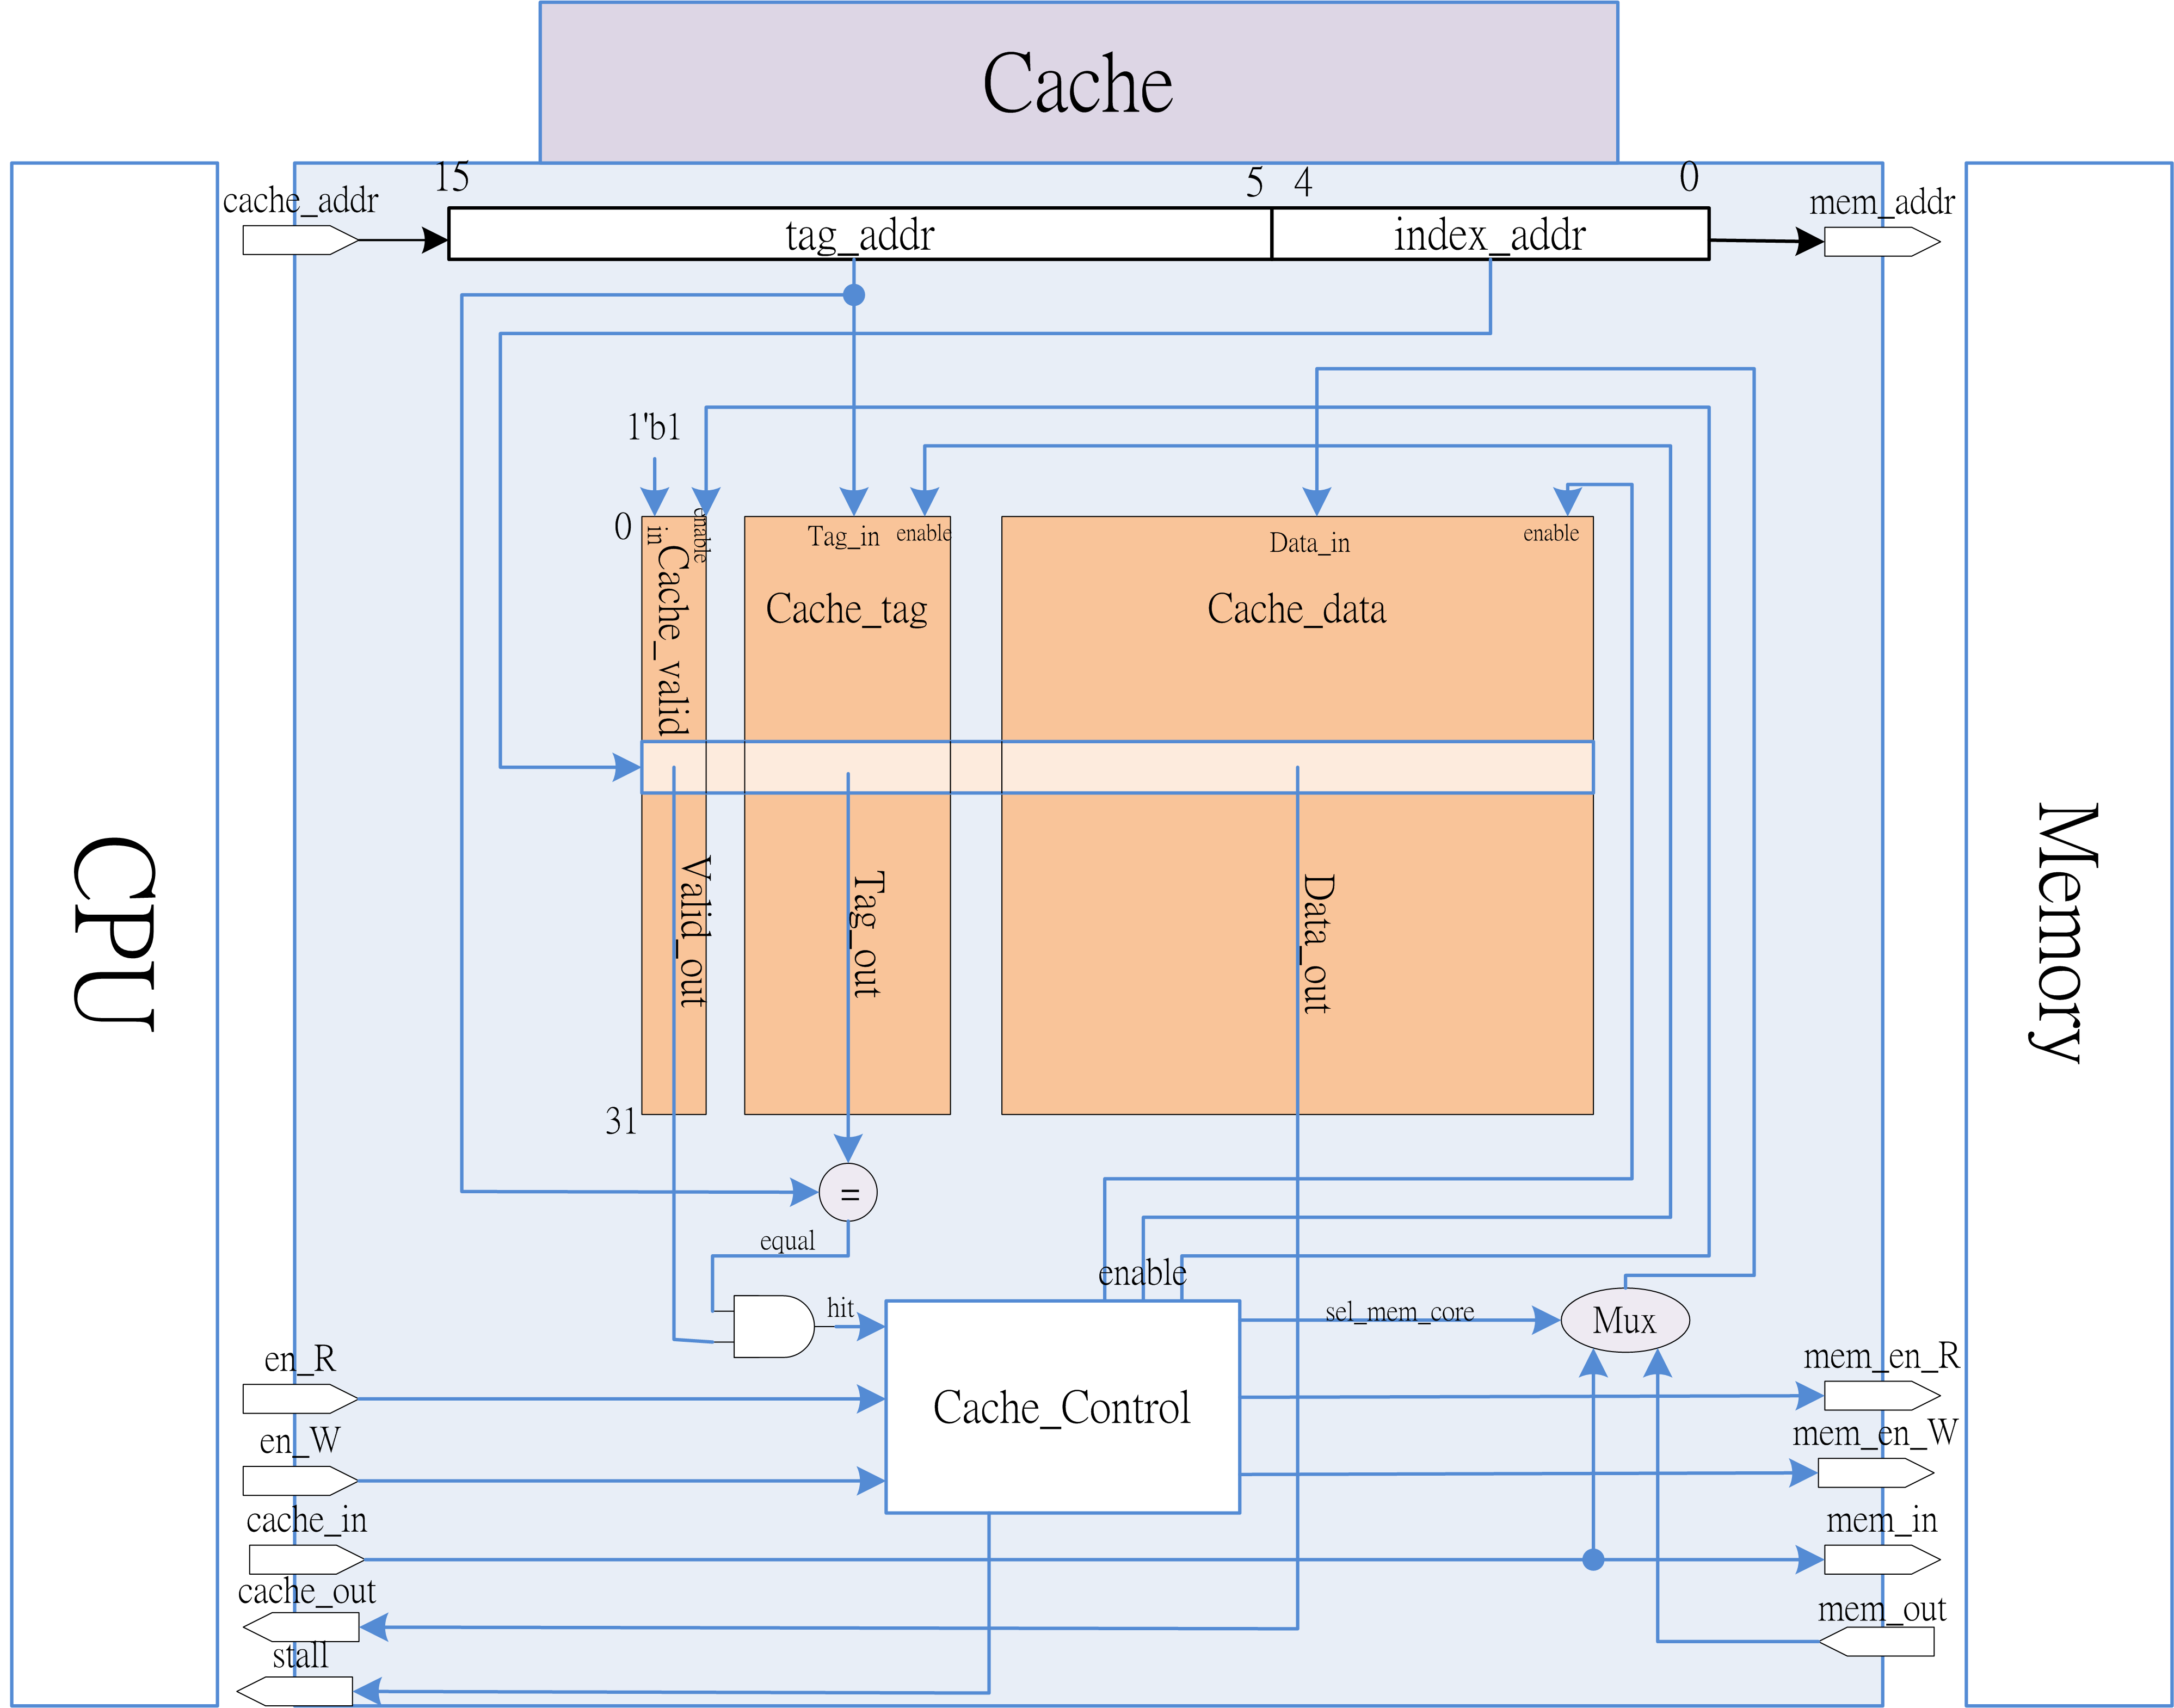 Cache
15
5
4
0
cache_addr
tag_addr
index_addr
mem_addr
1'b1
0
in
enable
Tag_in
enable
Data_in
enable
Cache_valid
Cache_tag
Cache_data
Valid_out
Tag_out
Data_out
CPU
Memory
31
=
equal
enable
hit
sel_mem_core
Mux
en_R
mem_en_R
Cache_Control
en_W
mem_en_W
cache_in
mem_in
cache_out
mem_out
stall